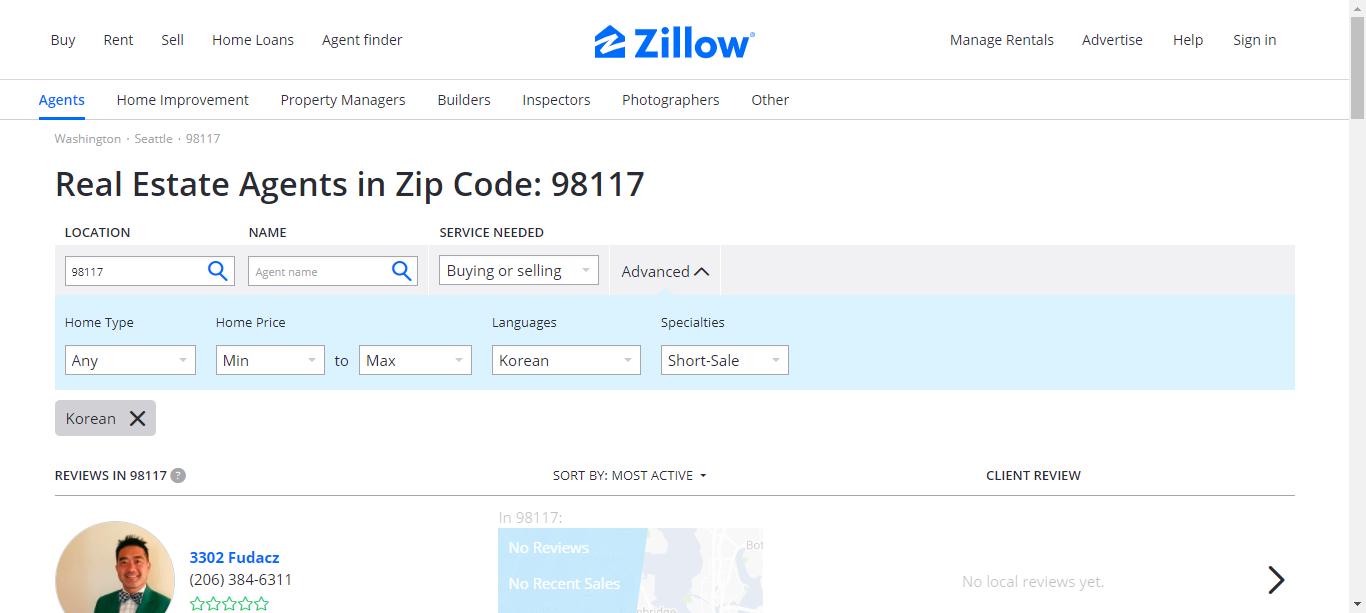 Buy Rent Sell Home Loans Agent finder Zillow® Manage Rentals Advertise Help Sign in
Agents Home Improvement Property Managers Builders Inspectors Photographers Other
Washington · Seattle · 98117
Real Estate Agents in Zip Code: 98117
LOCATION NAME SERVICE NEEDED
98117 Agent name Buying or selling Advanced
Home Type Home Price Languages Specialties
Any Min to Max Korean Short-Sale
Korean
REVIEWS IN 98117 ? SORT BY: MOST ACTIVE CLIENT REVIEW
In 98117:
No Reviews Bot
3302 Fudacz
(206) 384-6311
No Recent Sales
No local reviews yet.
nbridge